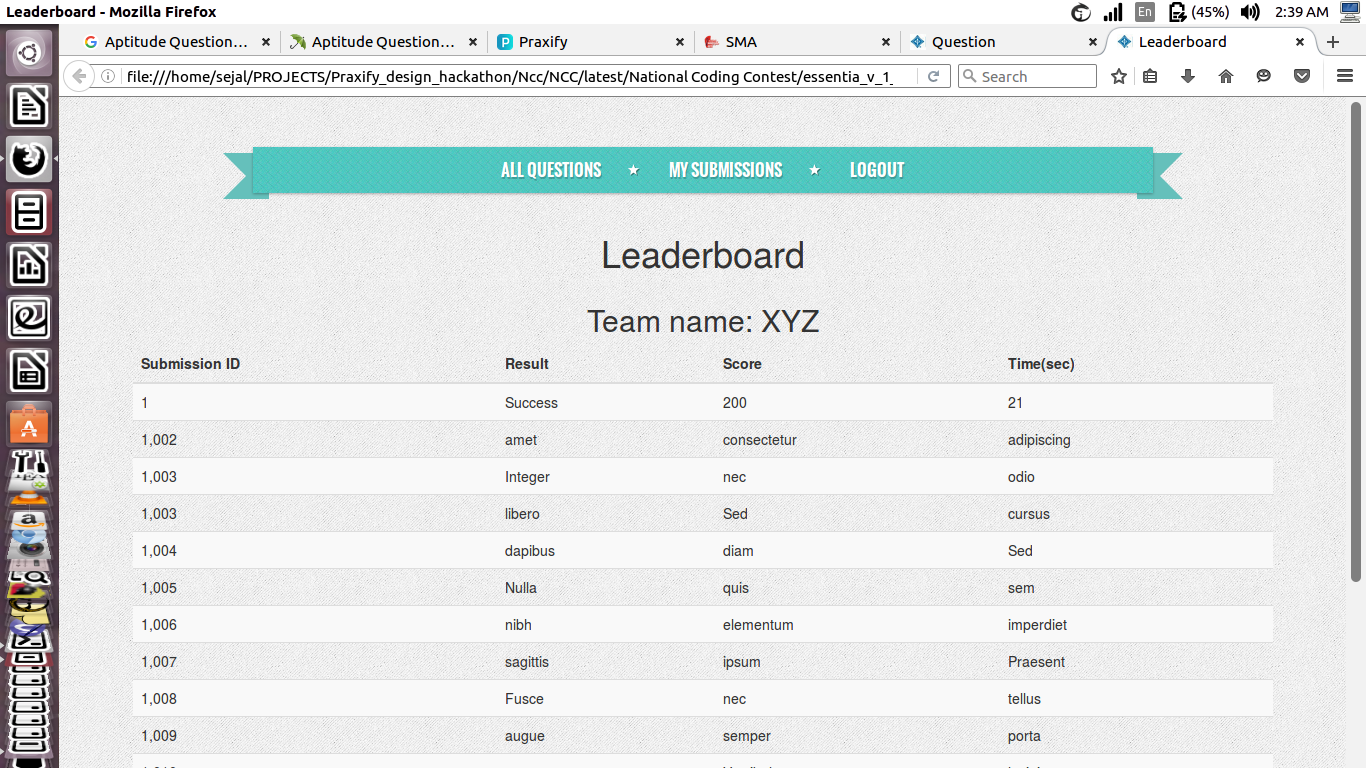 Leaderboard - Mozilla Firefox
En (45%) 2:39 AM
Aptitude Question... Aptitude Question... Praxify SMA Question Leaderboard
file:///home/sejal/PROJECTS/Praxify_design_hackathon/Ncc/NCC/latest/National Coding Contest/essentia_v_1_ Search
ALL QUESTIONS MY SUBMISSIONS LOGOUT
Leaderboard
Team name: XYZ
Submission ID Result Score Time(sec)
1 Success 200 21
1,002 amet consectetur adipiscing
1,003 Integer nec odio
1,003 libero Sed cursus
1,004 dapibus diam Sed
1,005 Nulla quis sem
1,006 nibh elementum imperdiet
1,007 sagittis ipsum Praesent
1,008 Fusce nec tellus
1,009 augue semper porta